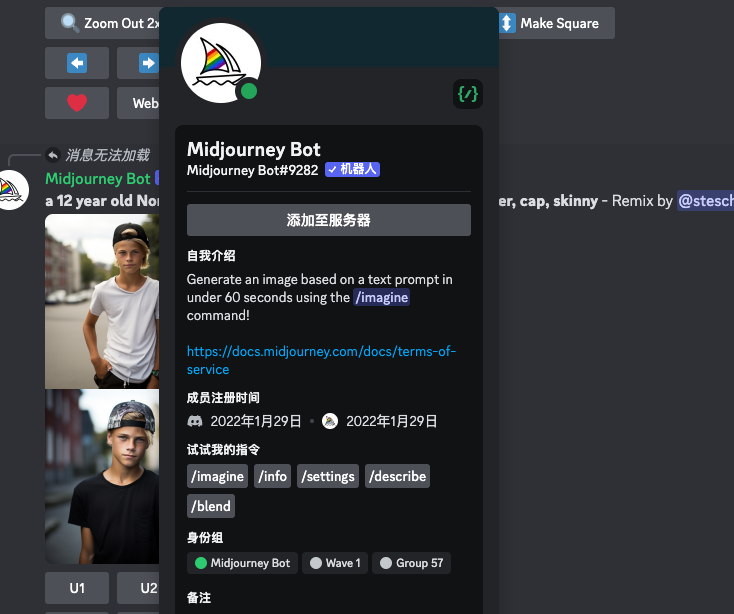 Zoom Out 2x
Make Square
Web
消息无法加载
Midjourney Bot
a 12 year old Nor
er, cap, skinny - Remix by @stesch
Midjourney Bot
Midjourney Bot#9282 ✓ 机器人
添加至服务器
自我介绍
Generate an image based on a text prompt in
under 60 seconds using the /imagine
command!
https://docs.midjourney.com/docs/terms-of-
service
成员注册时间
2022年1月29日 • 2022年1月29日
试试我的指令
/imagine /info /settings /describe
/blend
身份组
Midjourney Bot Wave 1 Group 57
备注
U1 U2